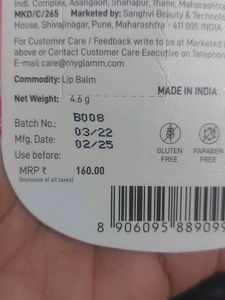 Indl. Complex, Asangaon, Shahapur, Thane, Maharashtra
MKD/C/265 Marketed by: Sanghvi Beauty & Technolo
House, Shivajinagar, Pune, Maharashtra - 411 005 INDIA
For Customer Care / Feedback write to us at Marketed
above or Contact Customer Care Executive on Telephon
E-mail care@myglamm.com
Commodity: Lip Balm
MADE IN INDIA
Net Weight: 4.6 g
Batch No.: B008
Mfg. Date: 03/22
Use before: 02/25
MRP ₹ 160.00
(Inclusive of all taxes)
GLUTEN FREE
PARABEN FREE
8 906095 889099